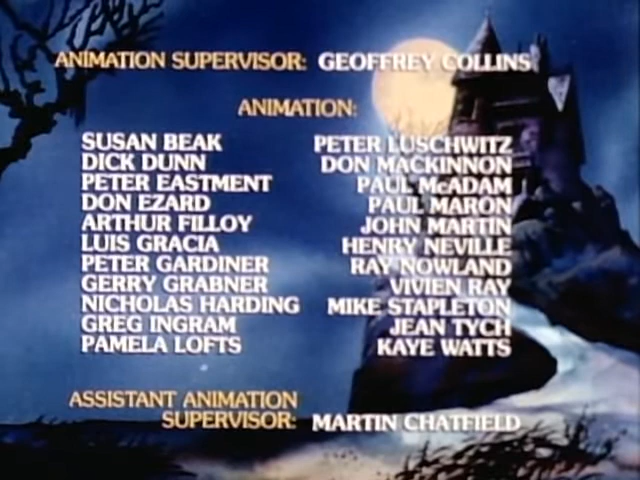 ANIMATION SUPERVISOR: GEOFFREY COLLINS
ANIMATION:
SUSAN BEAK PETER LUSCHWITZ
DICK DUNN DON MACKINNON
PETER EASTMENT PAUL McADAM
DON EZARD PAUL MARON
ARTHUR FILLOY JOHN MARTIN
LUIS GRACIA HENRY NEVILLE
PETER GARDINER RAY NOWLAND
GERRY GRABNER VIVIEN RAY
NICHOLAS HARDING MIKE STAPLETON
GREG INGRAM JEAN TYCH
PAMELA LOFTS KAYE WATTS
ASSISTANT ANIMATION
SUPERVISOR: MARTIN CHATFIELD